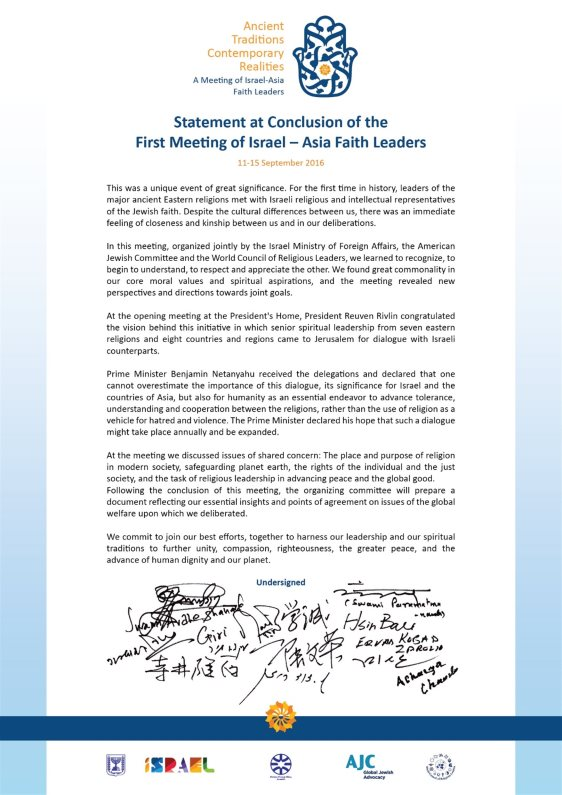 Ancient
Traditions
Contemporary
Realities
A Meeting of Israel-Asia
Faith Leaders
Statement at Conclusion of the
First Meeting of Israel – Asia Faith Leaders
11-15 September 2016
This was a unique event of great significance. For the first time in history, leaders of the
major ancient Eastern religions met with Israeli religious and intellectual representatives
of the Jewish faith. Despite the cultural differences between us, there was an immediate
feeling of closeness and kinship between us and in our deliberations.
In this meeting, organized jointly by the Israel Ministry of Foreign Affairs, the American
Jewish Committee and the World Council of Religious Leaders, we learned to recognize, to
begin to understand, to respect and appreciate the other. We found great commonality in
our core moral values and spiritual aspirations, and the meeting revealed new
perspectives and directions towards joint goals.
At the opening meeting at the President's Home, President Reuven Rivlin congratulated
the vision behind this initiative in which senior spiritual leadership from seven eastern
religions and eight countries and regions came to Jerusalem for dialogue with Israeli
counterparts.
Prime Minister Benjamin Netanyahu received the delegations and declared that one
cannot overestimate the importance of this dialogue, its significance for Israel and the
countries of Asia, but also for humanity as an essential endeavor to advance tolerance,
understanding and cooperation between the religions, rather than the use of religion as a
vehicle for hatred and violence. The Prime Minister declared his hope that such a dialogue
might take place annually and be expanded.
At the meeting we discussed issues of shared concern: The place and purpose of religion
in modern society, safeguarding planet earth, the rights of the individual and the just
society, and the task of religious leadership in advancing peace and the global good.
Following the conclusion of this meeting, the organizing committee will prepare a
document reflecting our essential insights and points of agreement on issues of the global
welfare upon which we deliberated.
We commit to join our best efforts, together to harness our leadership and our spiritual
traditions to further unity, compassion, righteousness, the greater peace, and the
advance of human dignity and our planet.
Undersigned
(Swami Paramatma
Giri
Hsin Bau
Acharya
ISRAEL
AJC
Global Jewish
Advocacy